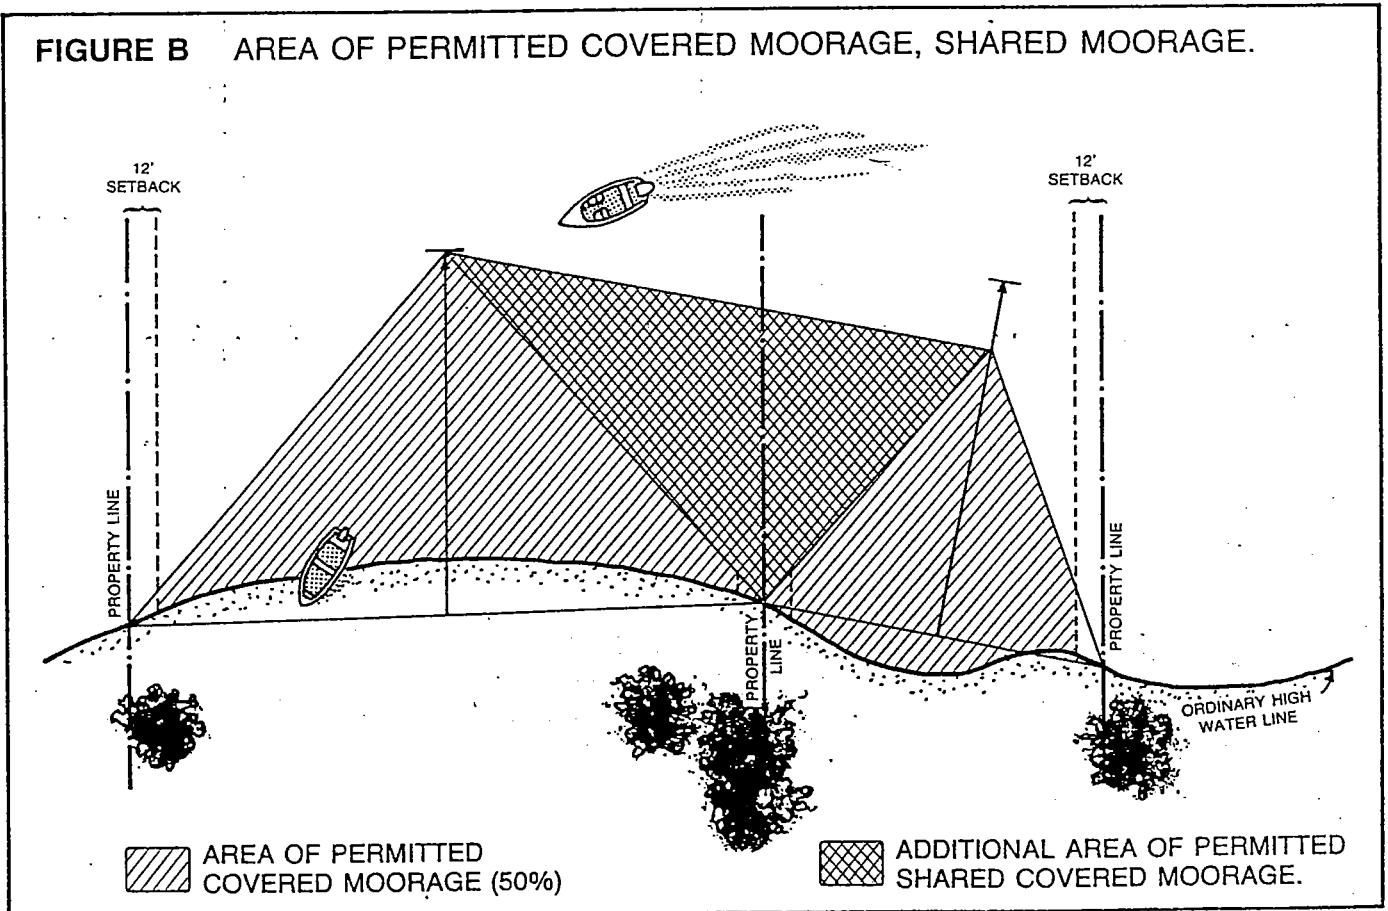 FIGURE B AREA OF PERMITTED COVERED MOORAGE, SHARED MOORAGE.
12'
SETBACK
12'
SETBACK
PROPERTY LINE
PROPERTY
LINE
PROPERTY LINE
ORDINARY HIGH
WATER LINE
AREA OF PERMITTED
COVERED MOORAGE (50%)
ADDITIONAL AREA OF PERMITTED
SHARED COVERED MOORAGE.